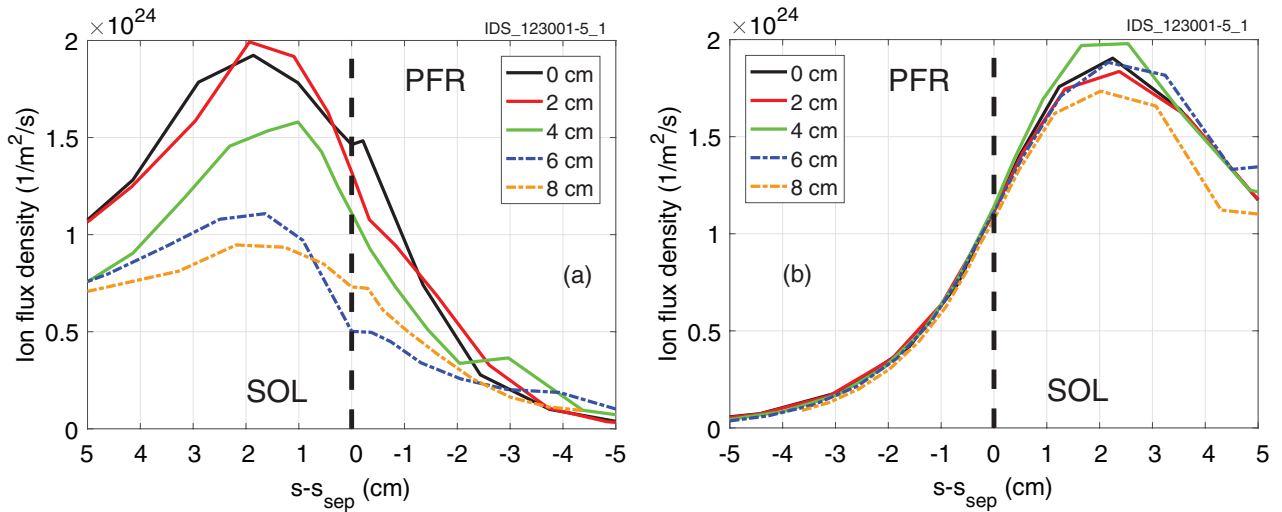 ×10^24
IDS_123001-5_1
2
1.5
1
0.5
0
Ion flux density (1/m^2/s)
PFR
0 cm
2 cm
4 cm
6 cm
8 cm
(a)
SOL
5 4 3 2 1 0 -1 -2 -3 -4 -5
s-s_sep (cm)
×10^24
IDS_123001-5_1
2
1.5
1
0.5
0
Ion flux density (1/m^2/s)
0 cm
2 cm
4 cm
6 cm
8 cm
PFR
(b)
SOL
-5 -4 -3 -2 -1 0 1 2 3 4 5
s-s_sep (cm)